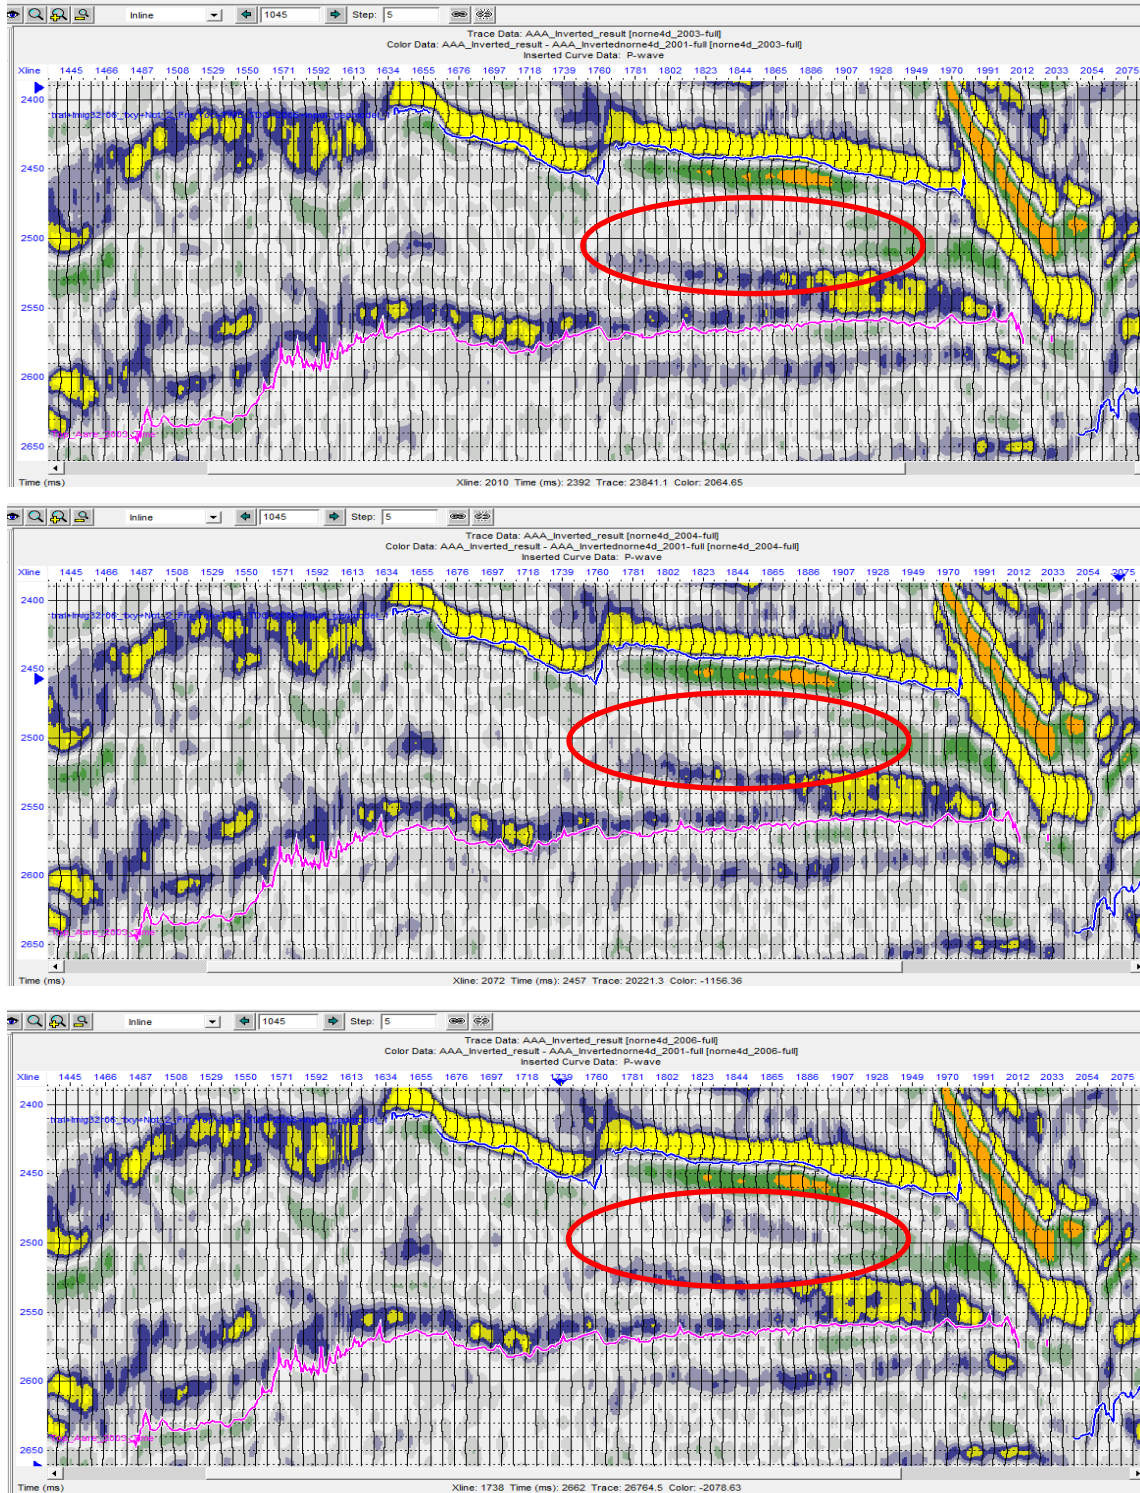 Inline 1045 Step: 5
Trace Data: AAA_Inverted_result [norne4d_2003-full]
Color Data: AAA_Inverted_result - AAA_Invertednorne4d_2001-full [norne4d_2003-full]
Inserted Curve Data: P-wave
Xline 1445 1466 1487 1508 1529 1550 1571 1592 1613 1634 1655 1676 1697 1718 1739 1760 1781 1802 1823 1844 1865 1886 1907 1928 1949 1970 1991 2012 2033 2054 2075
2400
2450
2500
2550
2600
2650
Time (ms) Xline: 2010 Time (ms): 2392 Trace: 23841.1 Color: 2064.65
Inline 1045 Step: 5
Trace Data: AAA_Inverted_result [norne4d_2004-full]
Color Data: AAA_Inverted_result - AAA_Invertednorne4d_2001-full [norne4d_2004-full]
Inserted Curve Data: P-wave
Xline 1445 1466 1487 1508 1529 1550 1571 1592 1613 1634 1655 1676 1697 1718 1739 1760 1781 1802 1823 1844 1865 1886 1907 1928 1949 1970 1991 2012 2033 2054 2075
2400
2450
2500
2550
2600
2650
Time (ms) Xline: 2072 Time (ms): 2457 Trace: 20221.3 Color: -1156.36
Inline 1045 Step: 5
Trace Data: AAA_Inverted_result [norne4d_2006-full]
Color Data: AAA_Inverted_result - AAA_Invertednorne4d_2001-full [norne4d_2006-full]
Inserted Curve Data: P-wave
Xline 1445 1466 1487 1508 1529 1550 1571 1592 1613 1634 1655 1676 1697 1718 1739 1760 1781 1802 1823 1844 1865 1886 1907 1928 1949 1970 1991 2012 2033 2054 2075
2400
2450
2500
2550
2600
2650
Time (ms) Xline: 1738 Time (ms): 2662 Trace: 26764.5 Color: -2078.63